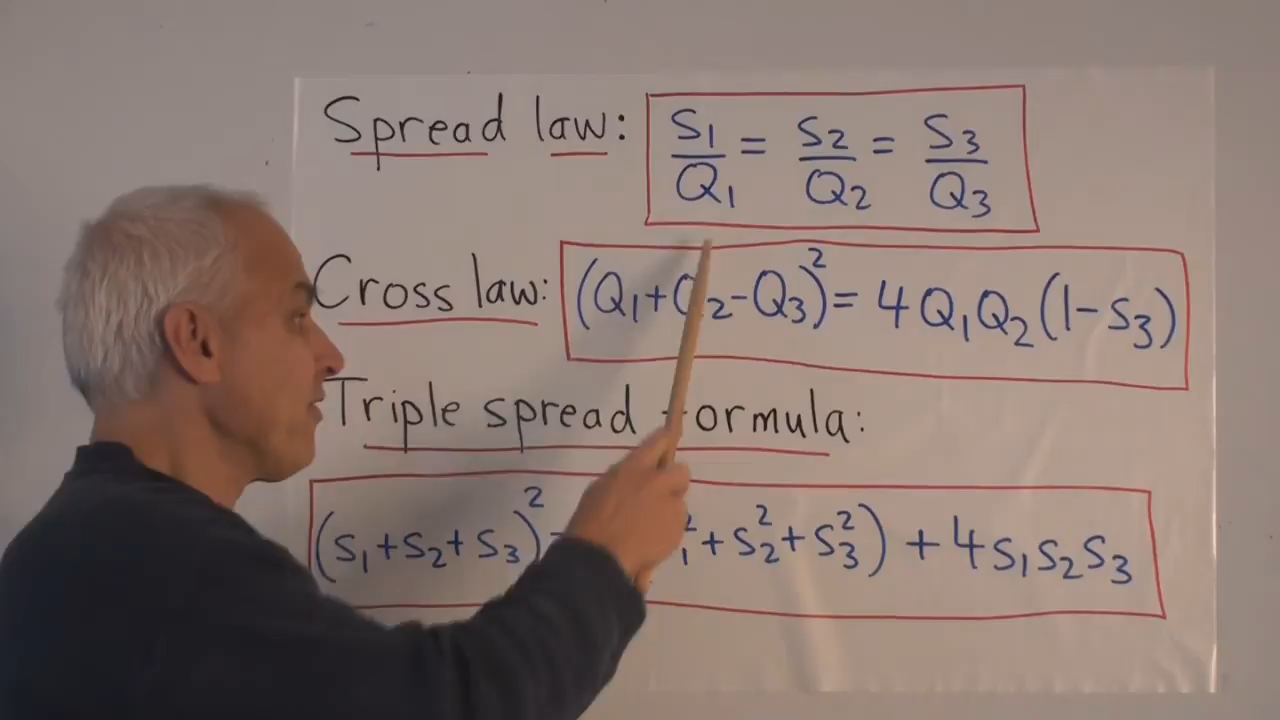 Spread law: S1/Q1 = S2/Q2 = S3/Q3
Cross law: (Q1+Q2-Q3)² = 4Q1Q2(1-S3)
Triple spread formula:
(S1+S2+S3)² S1²+S2²+S3²) + 4S1S2S3